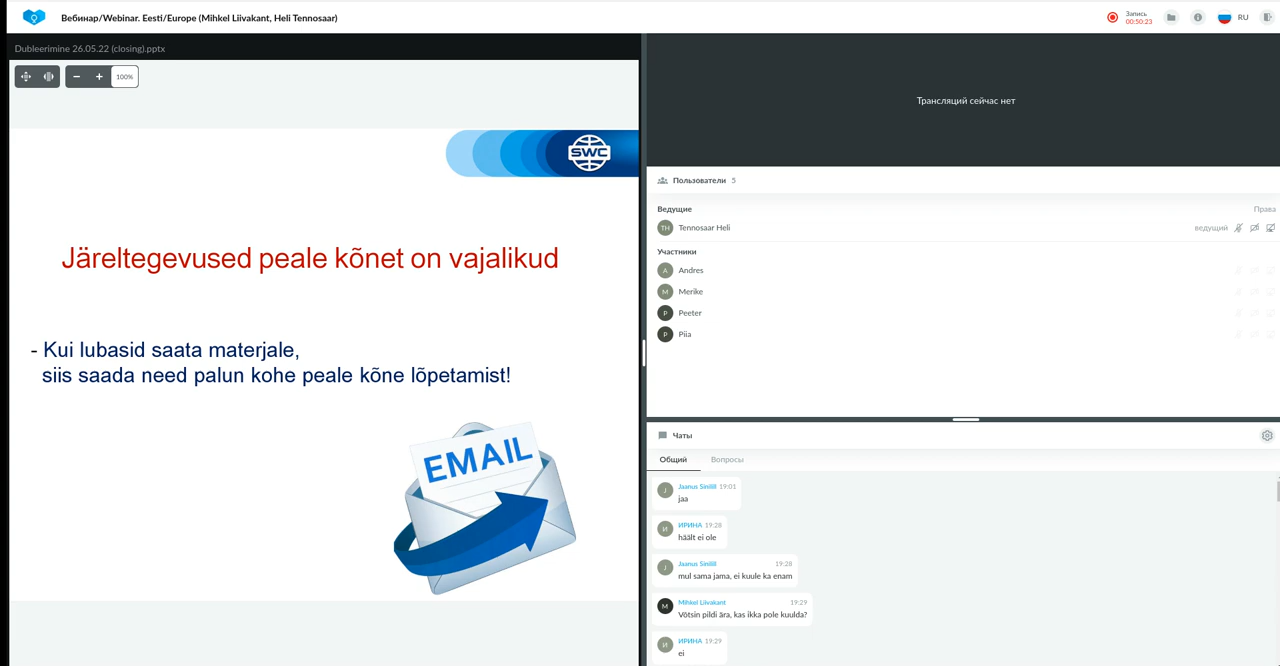 Вебинар/Webinar. Eesti/Europe (Mihkel Liivakant, Heli Tennosaar)
Запись
00:50:23
RU
Dubleerimine 26.05.22 (closing).pptx
100%
SWC
Järeltegevused peale kõnet on vajalikud
- Kui lubasid saata materjale,
siis saada need palun kohe peale kõne lõpetamist!
EMAIL
Трансляций сейчас нет
Пользователи 5
Ведущие Права
TH Tennosaar Heli ведущий
Участники
A Andres
M Merike
P Peeter
P Piia
Чаты
Общий Вопросы
J Jaanus Sinilill 19:01
jaa
И ИРИНА 19:28
häält ei ole
J Jaanus Sinilill 19:28
mul sama jama, ei kuule ka enam
M Mihkel Liivakant 19:29
Võtsin pildi ära, kas ikka pole kuulda?
И ИРИНА 19:29
ei